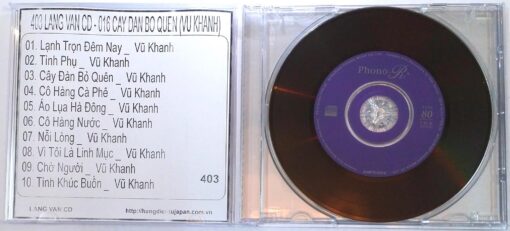 403 LANG VAN CD - 016 CAY DAN BO QUEN (VU KHANH)
01. Lạnh Trọn Đêm Nay _ Vũ Khanh
02. Tình Phụ _ Vũ Khanh
03. Cây Đàn Bỏ Quên _ Vũ Khanh
04. Cô Hàng Cà Phê _ Vũ Khanh
05. Áo Lụa Hà Đông _ Vũ Khanh
06. Cô Hàng Nước _ Vũ Khanh
07. Nỗi Lòng _ Vũ Khanh
08. Vì Tôi Là Linh Mục _ Vũ Khanh
09. Chờ Người _ Vũ Khanh
10. Tình Khúc Buồn _ Vũ Khanh
403
LANG VAN CD
Phono R
80